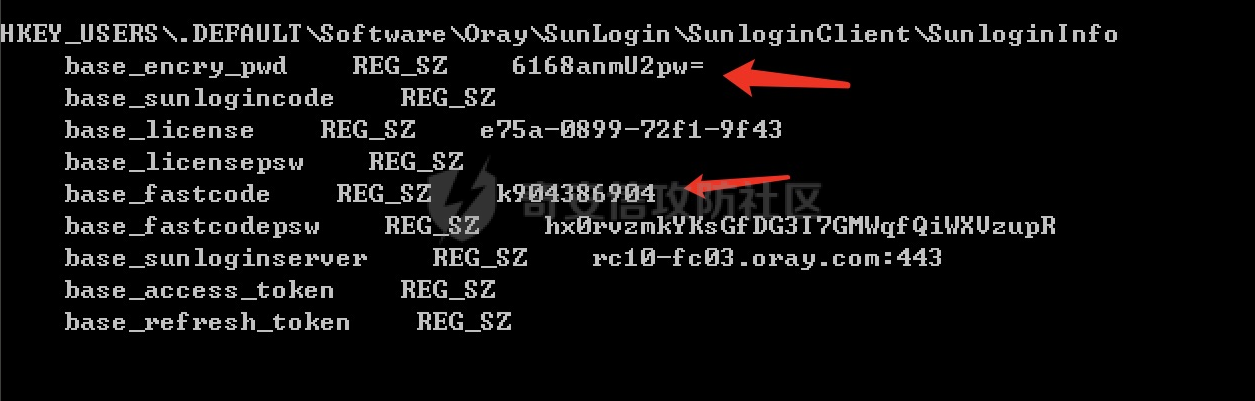 HKEY_USERS\.DEFAULT\Software\Oray\SunLogin\SunloginClient\SunloginInfo
base_encry_pwd REG_SZ 6168anmU2pw=
base_sunlogincode REG_SZ
base_license REG_SZ e75a-0899-72f1-9f43
base_licensepsw REG_SZ
base_fastcode REG_SZ k904386904
奇安信攻防社区
base_fastcodepsw REG_SZ hx0rvzmkYKsGfDG3T7GMWqfQiWXVzupR
base_sunloginserver REG_SZ rc10-fc03.oray.com:443
base_access_token REG_SZ
base_refresh_token REG_SZ